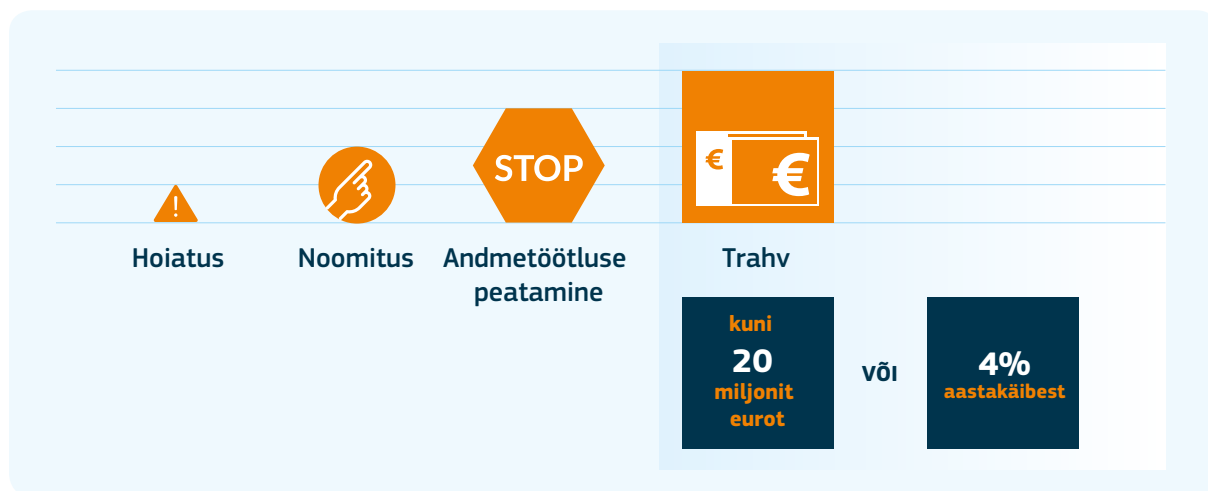 !
STOP
€ €
Hoiatus
Noomitus
Andmetöötluse
peatamine
Trahv
kuni
20
miljonit
eurot
või
4%
aastakäibest